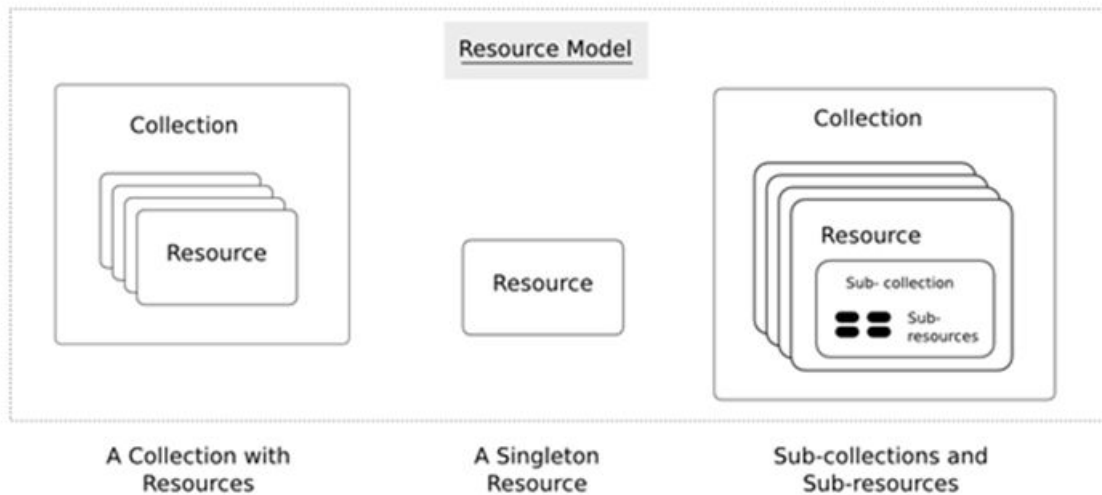 Resource Model
Collection
Resource
Resource
Collection
Resource
Sub- collection
Sub-
resources
A Collection with
Resources
A Singleton
Resource
Sub-collections and
Sub-resources